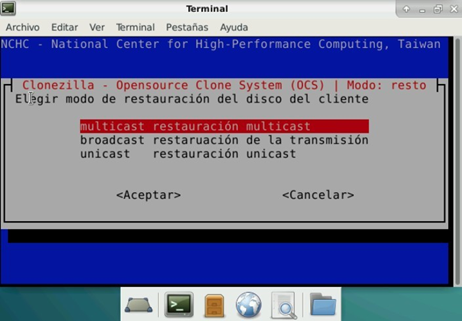 Terminal
Archivo Editar Ver Terminal Pestañas Ayuda
NCHC - National Center for High-Performance Computing, Taiwan
Clonezilla - Opensource Clone System (OCS) | Modo: resto
Elegir modo de restauración del disco del cliente
multicast restauración multicast
broadcast restaruación de la transmisión
unicast restauración unicast
<Aceptar> <Cancelar>